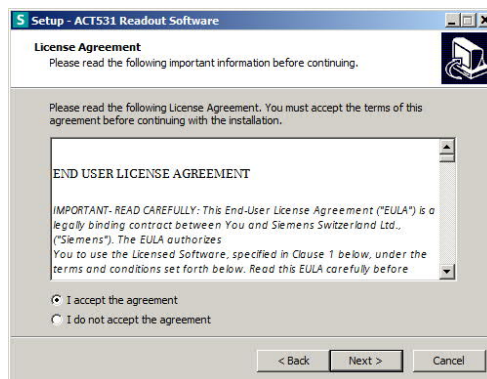 S Setup - ACT531 Readout Software
License Agreement
Please read the following important information before continuing.
Please read the following License Agreement. You must accept the terms of this
agreement before continuing with the installation.
END USER LICENSE AGREEMENT
IMPORTANT- READ CAREFULLY: This End-User License Agreement ("EULA") is a
legally binding contract between You and Siemens Switzerland Ltd.,
("Siemens"). The EULA authorizes
You to use the Licensed Software, specified in Clause 1 below, under the
terms and conditions set forth below. Read this EULA carefully before
I accept the agreement
I do not accept the agreement
< Back Next > Cancel